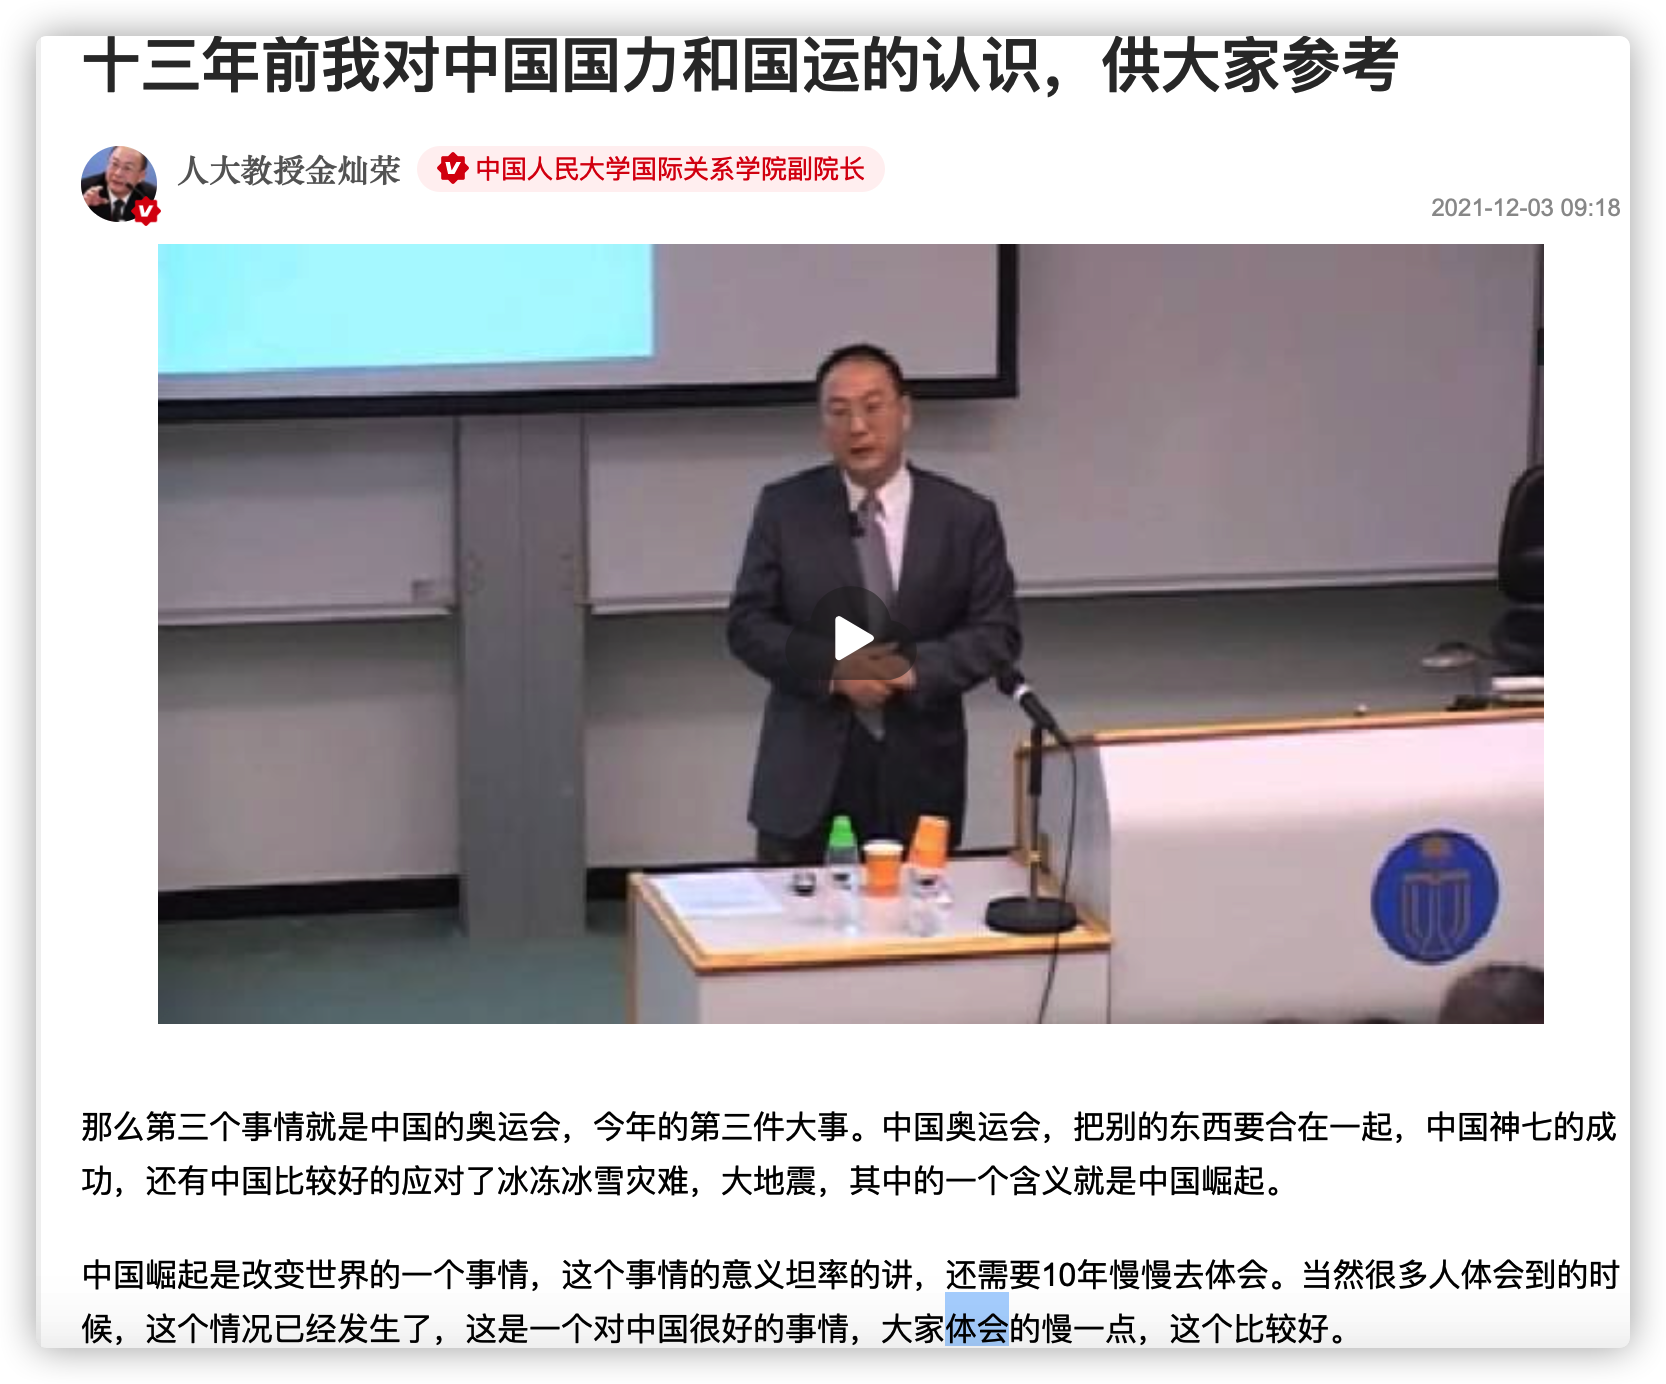 十三年前我对中国国力和国运的认识，供大家参考
人大教授金灿荣
中国人民大学国际关系学院副院长
2021-12-03 09:18
那么第三个事情就是中国的奥运会，今年的第三件大事。中国奥运会，把别的东西要合在一起，中国神七的成
功，还有中国比较好的应对了冰冻冰雪灾难，大地震，其中的一个含义就是中国崛起。
中国崛起是改变世界的一个事情，这个事情的意义坦率的讲，还需要10年慢慢去体会。当然很多人体会到的时
候，这个情况已经发生了，这是一个对中国很好的事情，大家体会的慢一点，这个比较好。